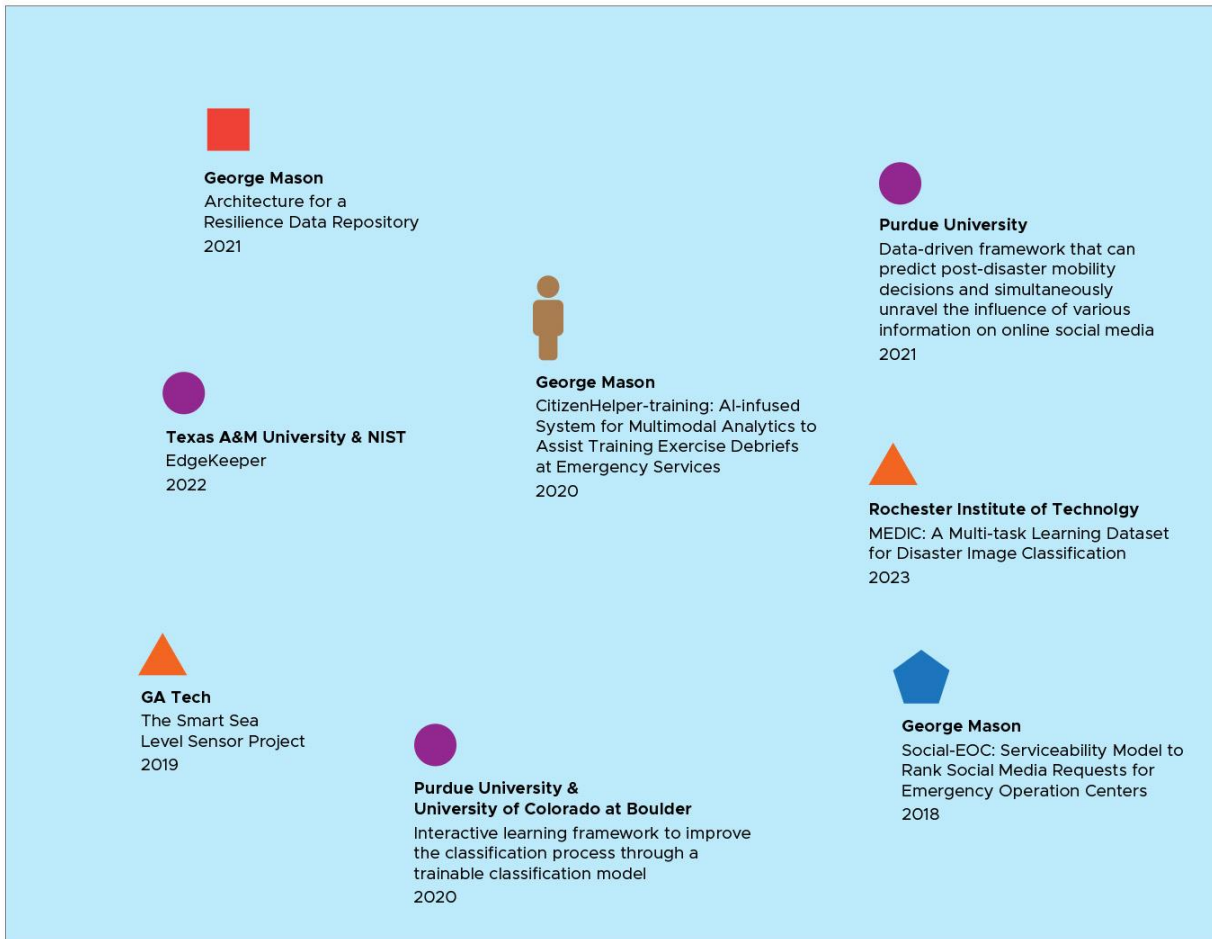 George Mason
Architecture for a
Resilience Data Repository
2021
Purdue University
Data-driven framework that can
predict post-disaster mobility
decisions and simultaneously
unravel the influence of various
information on online social media
2021
George Mason
CitizenHelper-training: AI-infused
System for Multimodal Analytics to
Assist Training Exercise Debriefs
at Emergency Services
2020
Texas A&M University & NIST
EdgeKeeper
2022
Rochester Institute of Technolgy
MEDIC: A Multi-task Learning Dataset
for Disaster Image Classification
2023
GA Tech
The Smart Sea
Level Sensor Project
2019
George Mason
Social-EOC: Serviceability Model to
Rank Social Media Requests for
Emergency Operation Centers
2018
Purdue University &
University of Colorado at Boulder
Interactive learning framework to improve
the classification process through a
trainable classification model
2020